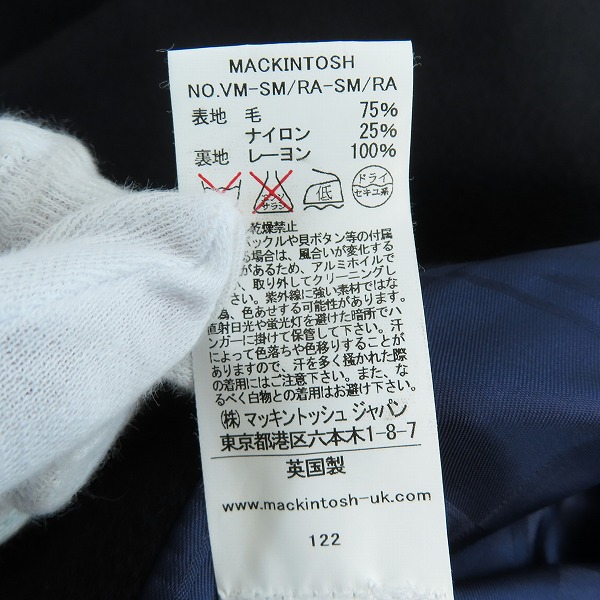 MACKINTOSH
NO.VM-SM/RA-SM/RA
表地 毛 75%
ナイロン 25%
裏地 レーヨン 100%
エンソ サラシ 低 ドライ セキユ系
乾燥禁止
バックルや貝ボタン等の付属
る場合は、風合いが変化する
があるため、アルミホイルで
い、取り外してクリーニングし
さい。紫外線に強い素材ではな
為、色あせする可能性があります。
直射日光や蛍光灯を避けた暗所でハ
ンガーに掛けて保管して下さい。汗
によって色落ちや色移りすることが
ありますので、汗を多く掻かれた際
の着用にはご注意下さい。また、な
るべく白物との着用はお避け下さい。
(株)マッキントッシュ ジャパン
東京都港区六本木1-8-7
英国製
www.mackintosh-uk.com
122